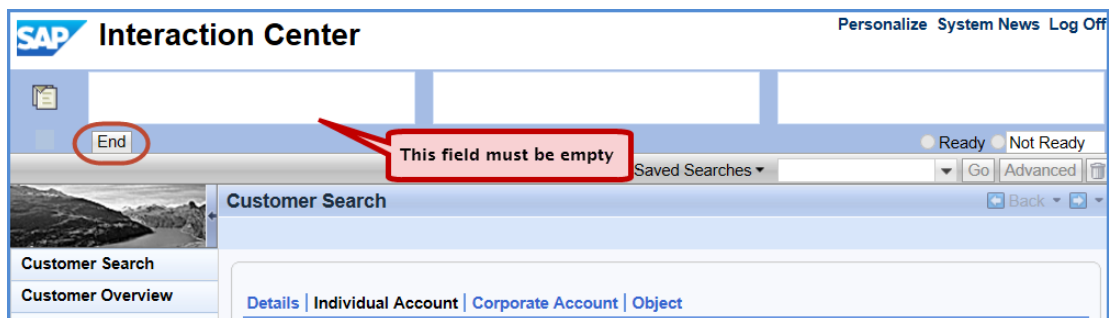 SAP Interaction Center
Personalize System News Log Off
End
This field must be empty
Ready Not Ready
Saved Searches Go Advanced
Customer Search Back
Customer Search
Customer Overview
Details | Individual Account | Corporate Account | Object